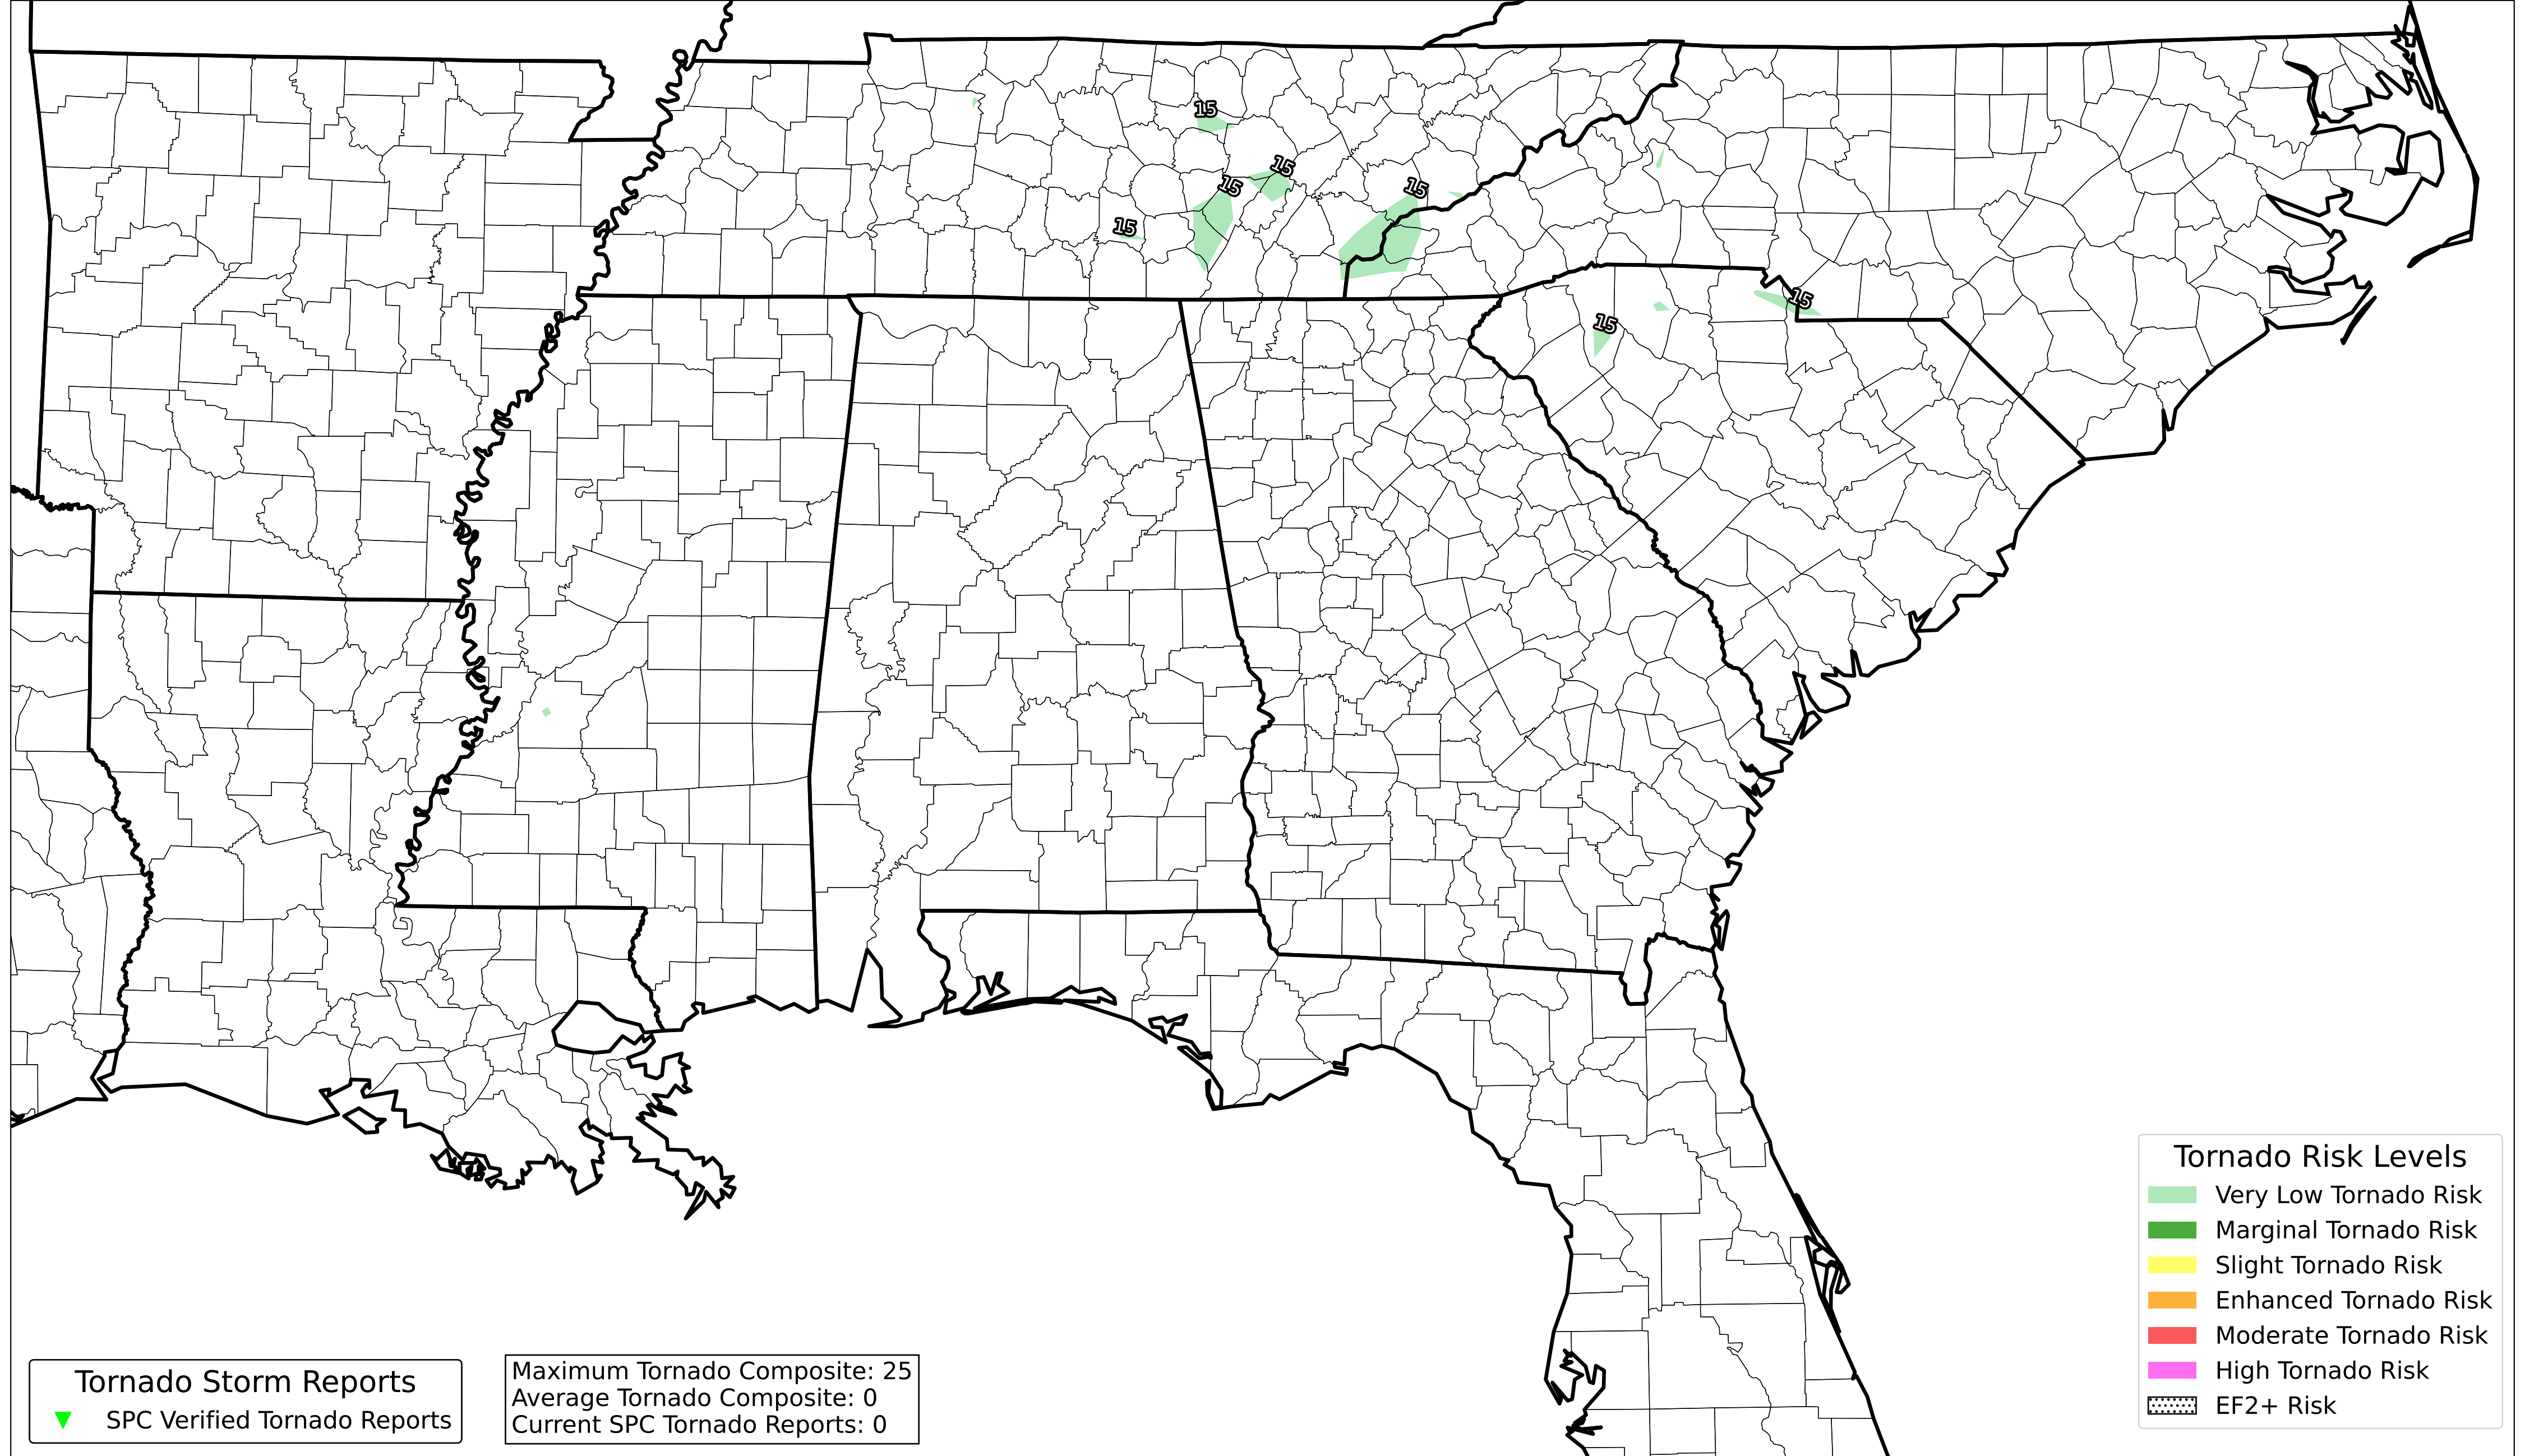 15
15
15
15
15
15
15
Tornado Risk Levels
Very Low Tornado Risk
Marginal Tornado Risk
Slight Tornado Risk
Enhanced Tornado Risk
Moderate Tornado Risk
High Tornado Risk
EF2+ Risk
Tornado Storm Reports
SPC Verified Tornado Reports
Maximum Tornado Composite: 25
Average Tornado Composite: 0
Current SPC Tornado Reports: 0